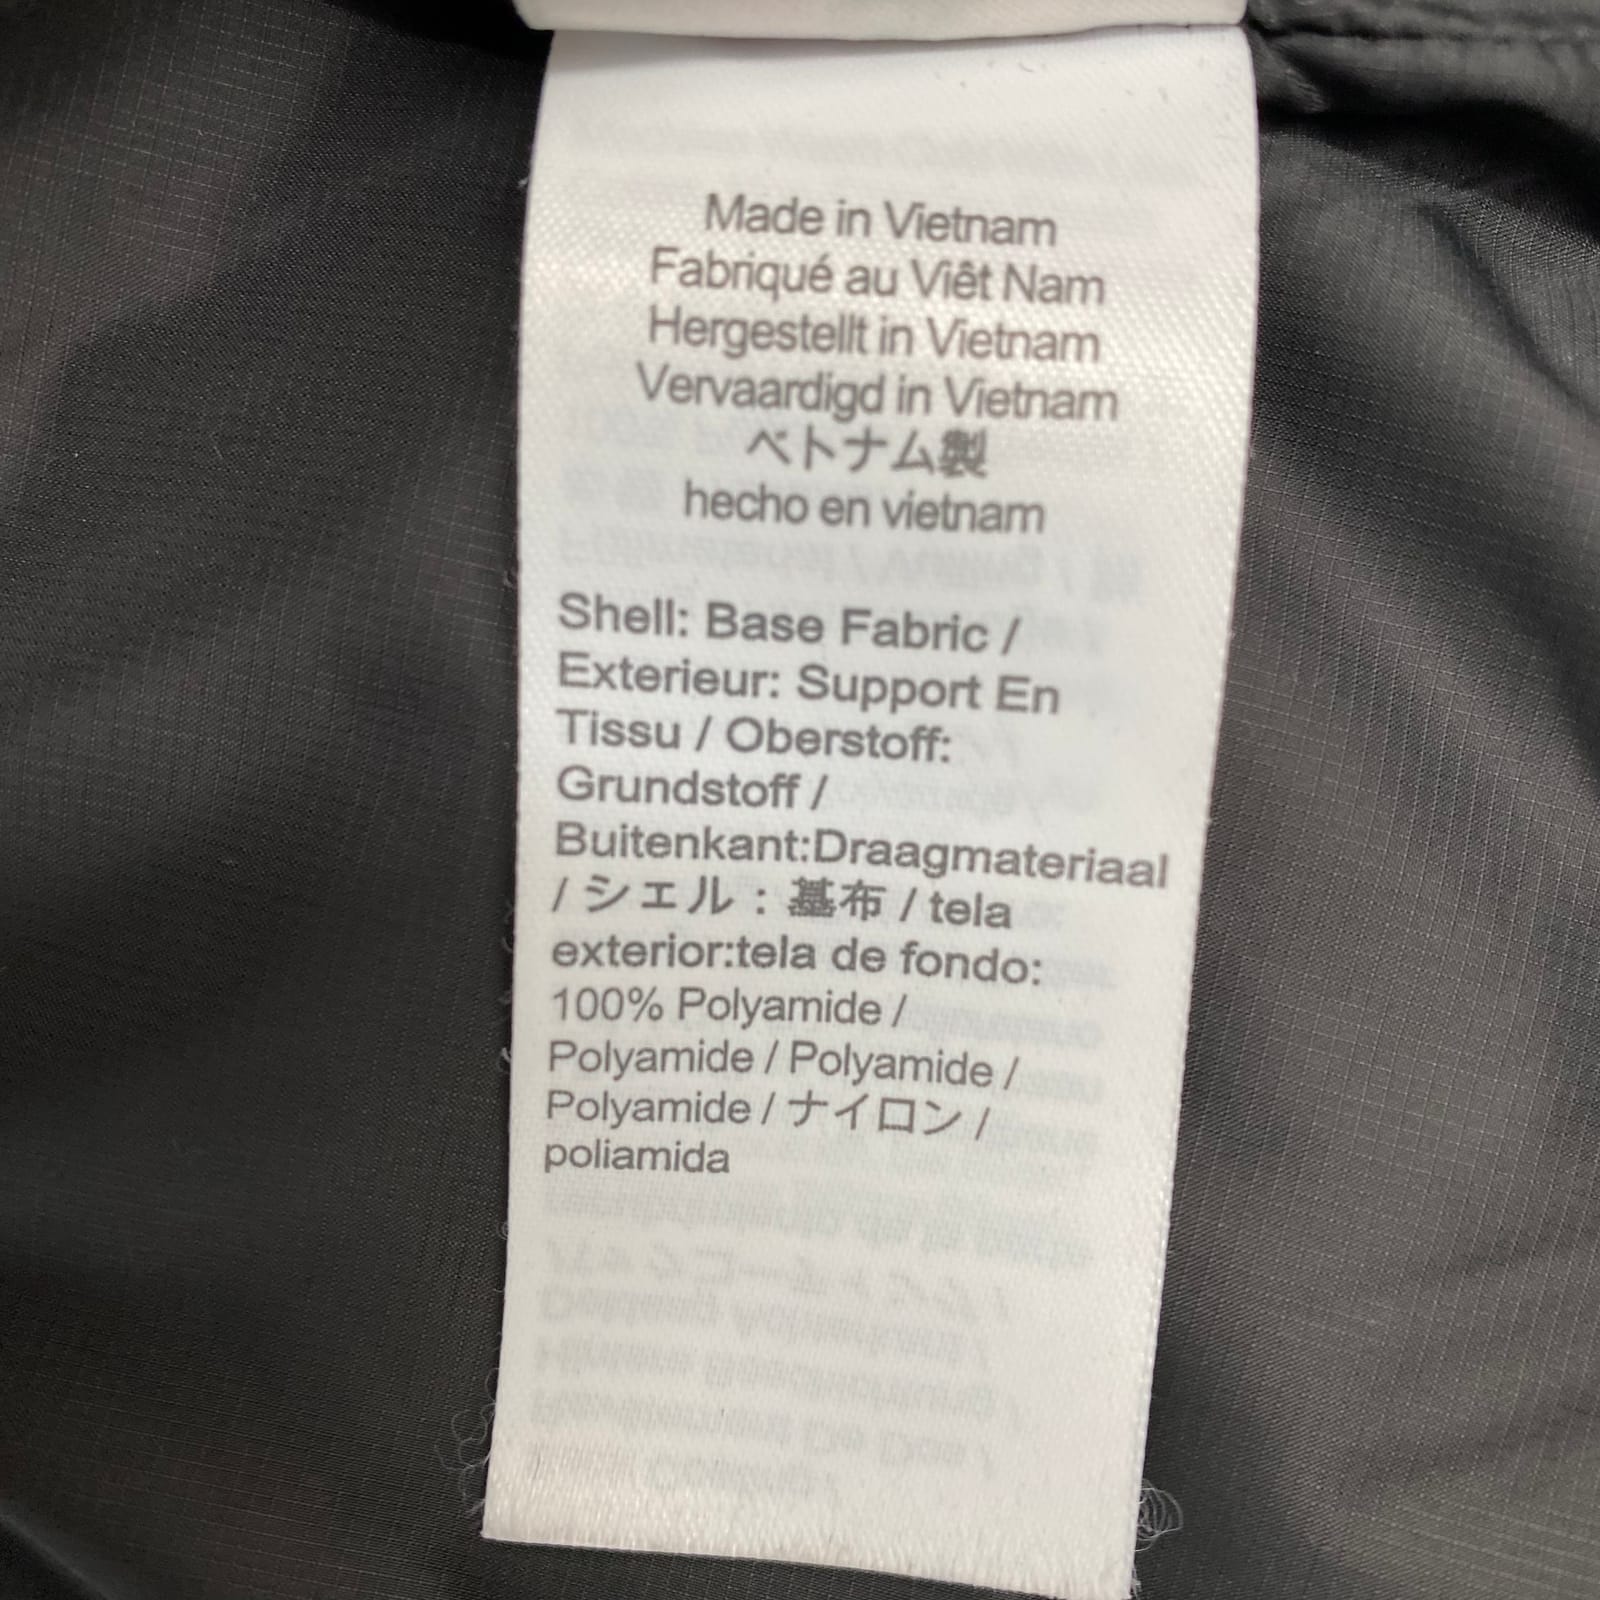 Made in Vietnam
Fabriqué au Viêt Nam
Hergestellt in Vietnam
Vervaardigd in Vietnam
ベトナム製
hecho en vietnam
Shell: Base Fabric /
Exterieur: Support En
Tissu / Oberstoff:
Grundstoff /
Buitenkant:Draagmateriaal
/ シェル：基布 / tela
exterior:tela de fondo:
100% Polyamide /
Polyamide / Polyamide /
Polyamide / ナイロン /
poliamida